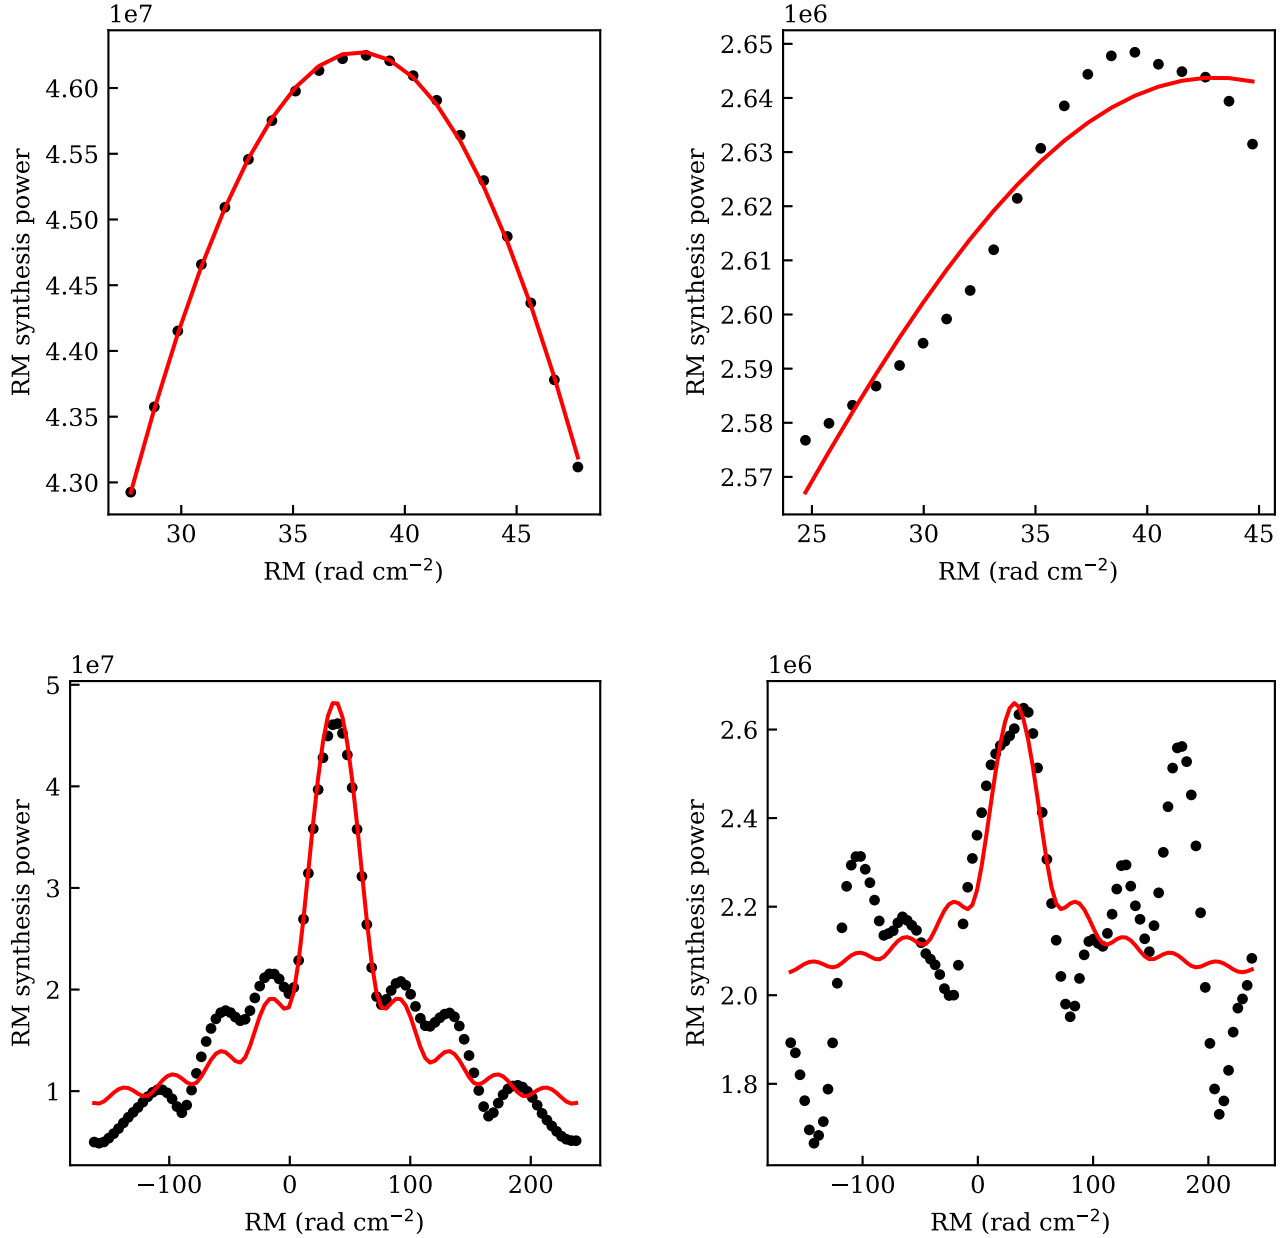 1e7
RM synthesis power
4.60
4.55
4.50
4.45
4.40
4.35
4.30
30 35 40 45
RM (rad cm⁻²)
1e6
RM synthesis power
2.65
2.64
2.63
2.62
2.61
2.60
2.59
2.58
2.57
25 30 35 40 45
RM (rad cm⁻²)
1e7
RM synthesis power
5
4
3
2
1
−100 0 100 200
RM (rad cm⁻²)
1e6
RM synthesis power
2.6
2.4
2.2
2.0
1.8
−100 0 100 200
RM (rad cm⁻²)